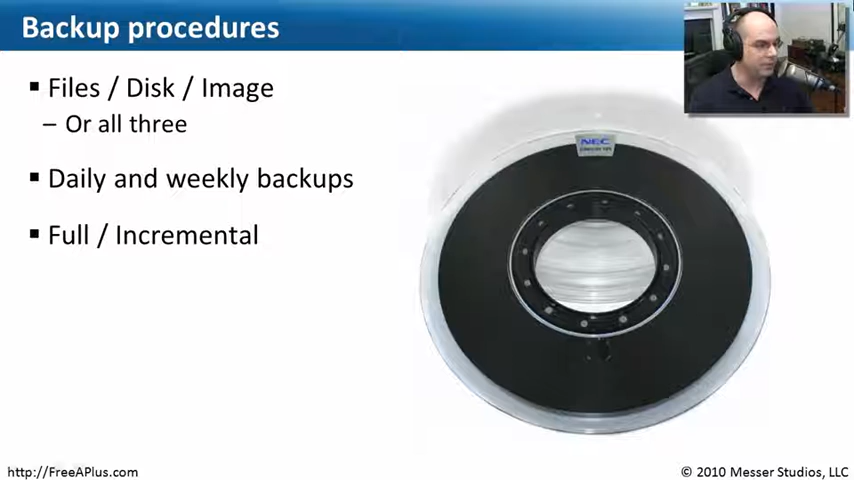 Backup procedures
▪ Files / Disk / Image
– Or all three
▪ Daily and weekly backups
▪ Full / Incremental
NEC
http://FreeAPlus.com
© 2010 Messer Studios, LLC